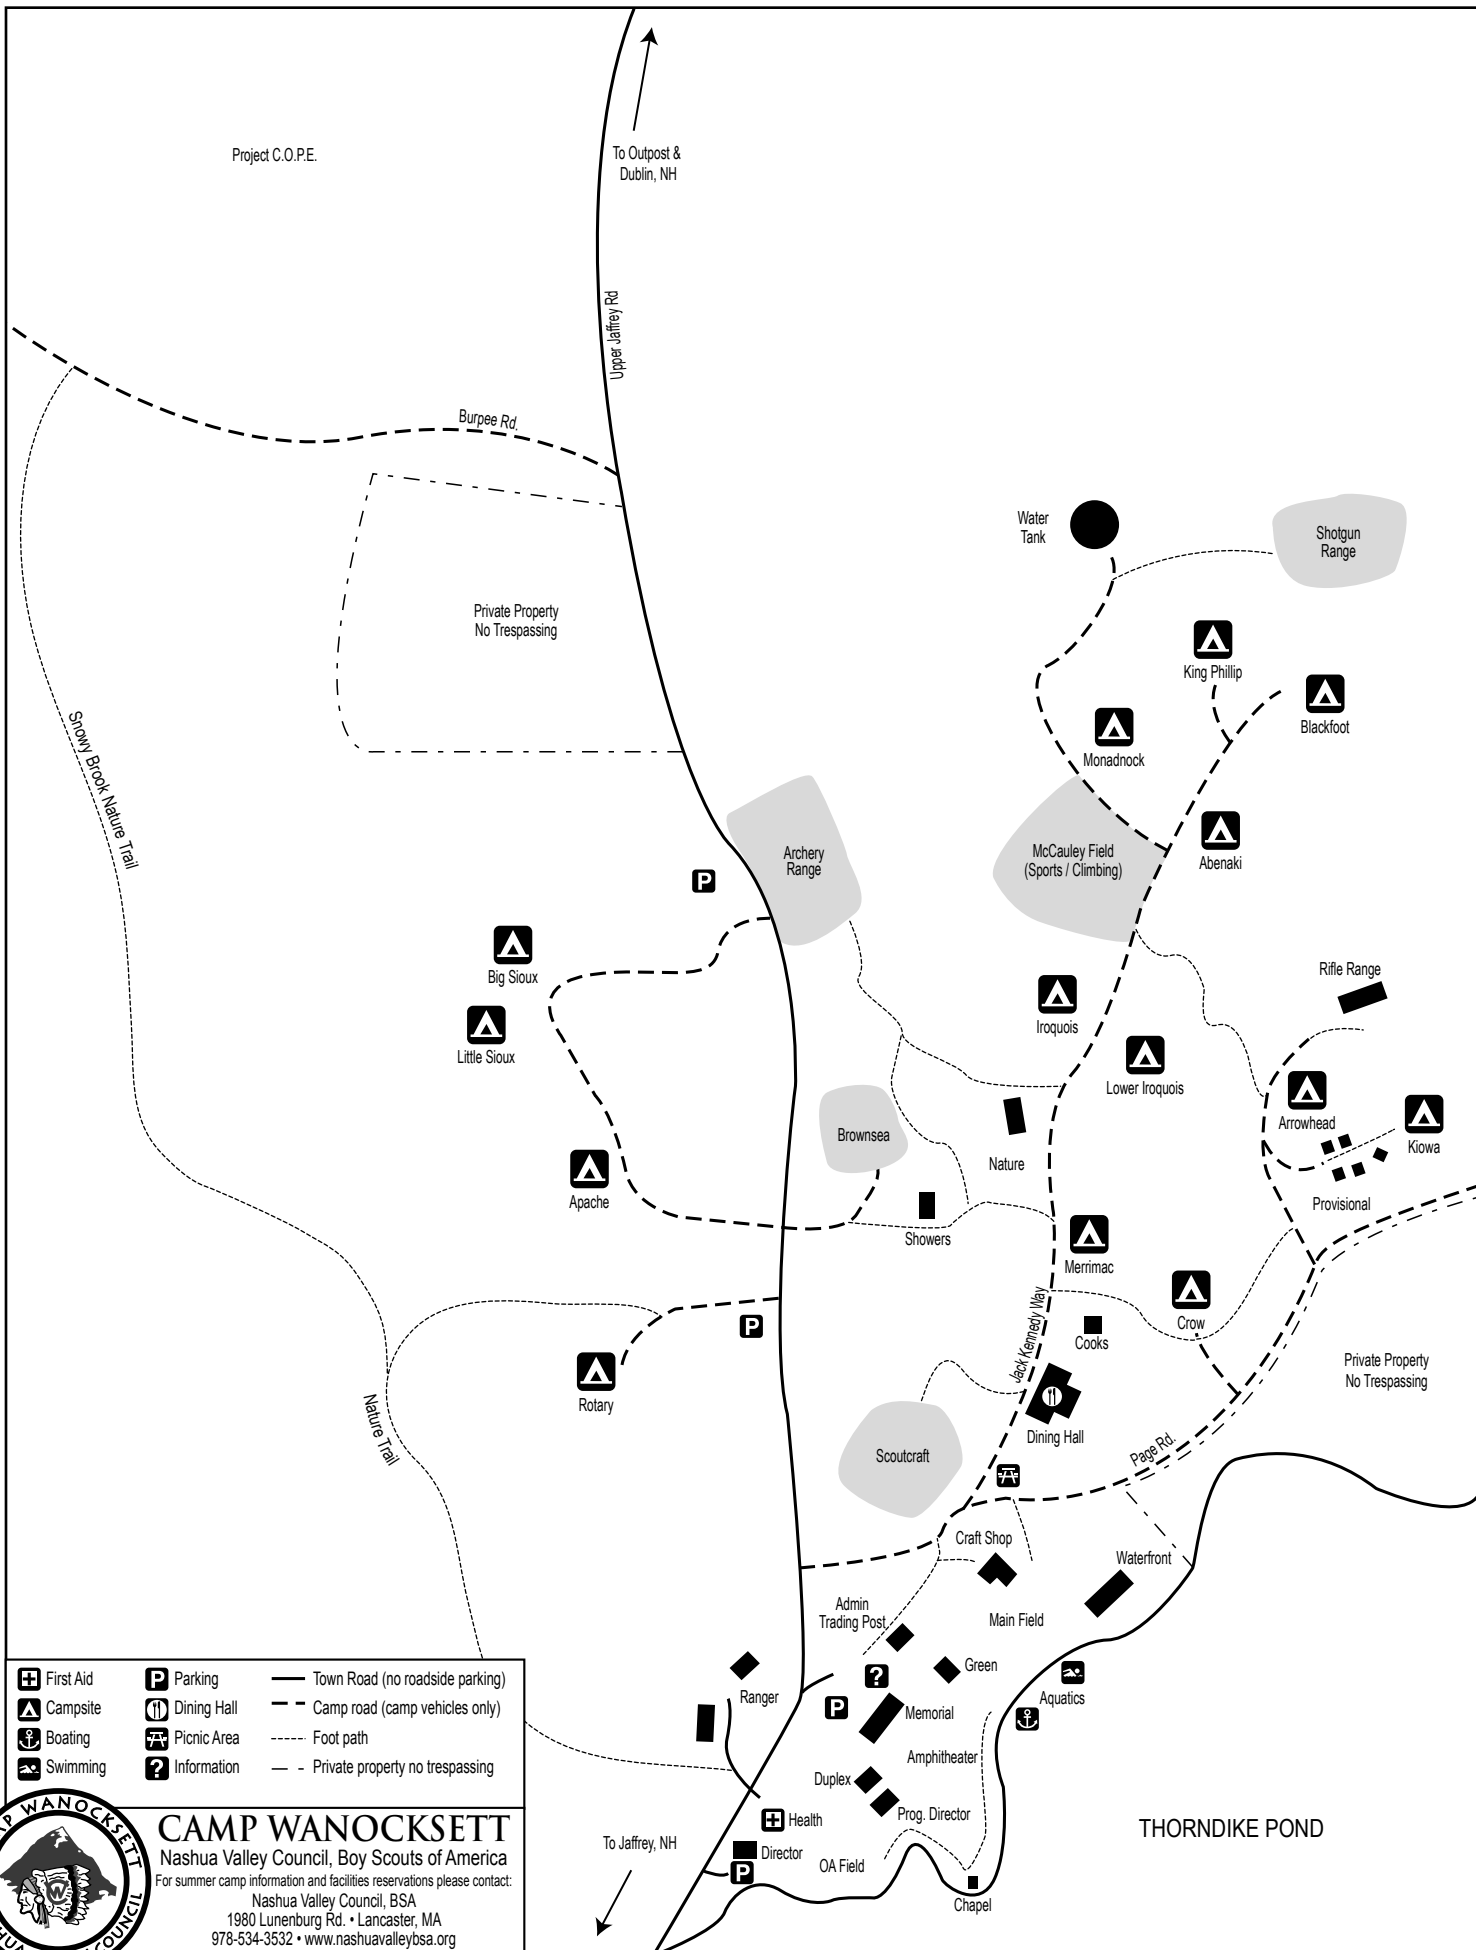 Project C.O.P.E.
To Outpost &
Dublin, NH
Upper Jaffrey Rd
Burpee Rd.
Water
Tank
Shotgun
Range
Private Property
No Trespassing
King Phillip
Blackfoot
Monadnock
Snowy Brook Nature Trail
Archery
Range
McCauley Field
(Sports / Climbing)
Abenaki
P
Big Sioux
Rifle Range
Iroquois
Little Sioux
Lower Iroquois
Arrowhead
Brownsea
Kiowa
Nature
Apache
Provisional
Showers
Merrimac
Jack Kennedy Way
Crow
P
Cooks
Private Property
No Trespassing
Rotary
Nature Trail
Dining Hall
Scoutcraft
Page Rd.
Craft Shop
Waterfront
Admin
Trading Post
Main Field
Green
?
Ranger
P
Aquatics
Memorial
Amphitheater
Duplex
Prog. Director
Health
Director
P
OA Field
Chapel
To Jaffrey, NH
THORNDIKE POND
First Aid
P Parking
Town Road (no roadside parking)
Campsite
Dining Hall
Camp road (camp vehicles only)
Boating
Picnic Area
Foot path
Swimming
? Information
Private property no trespassing
CAMP WANOCKSETT
Nashua Valley Council, Boy Scouts of America
For summer camp information and facilities reservations please contact:
Nashua Valley Council, BSA
1980 Lunenburg Rd. • Lancaster, MA
978-534-3532 • www.nashuavalleybsa.org
WANOCKSETT
W
COUNCIL